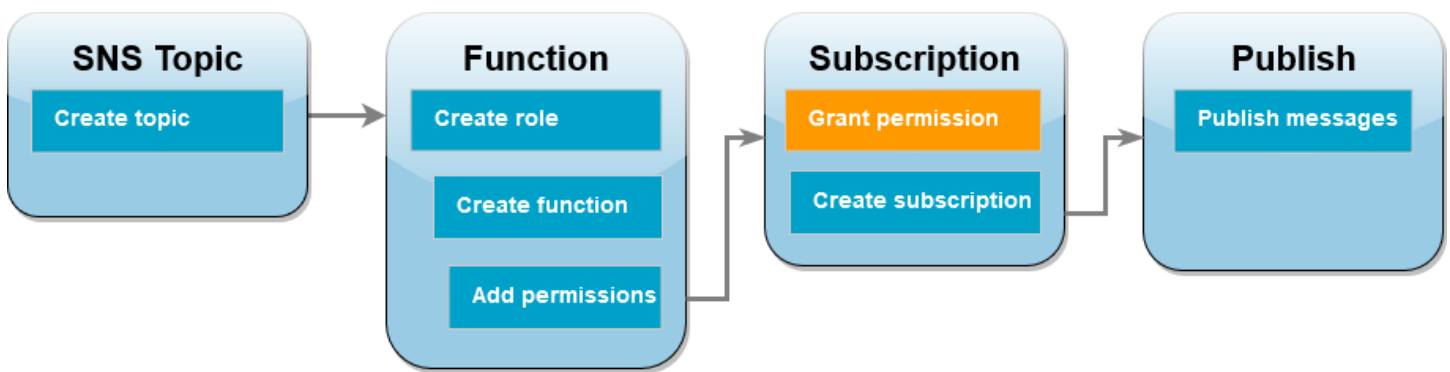 SNS Topic
Create topic
Function
Create role
Create function
Add permissions
Subscription
Grant permission
Create subscription
Publish
Publish messages